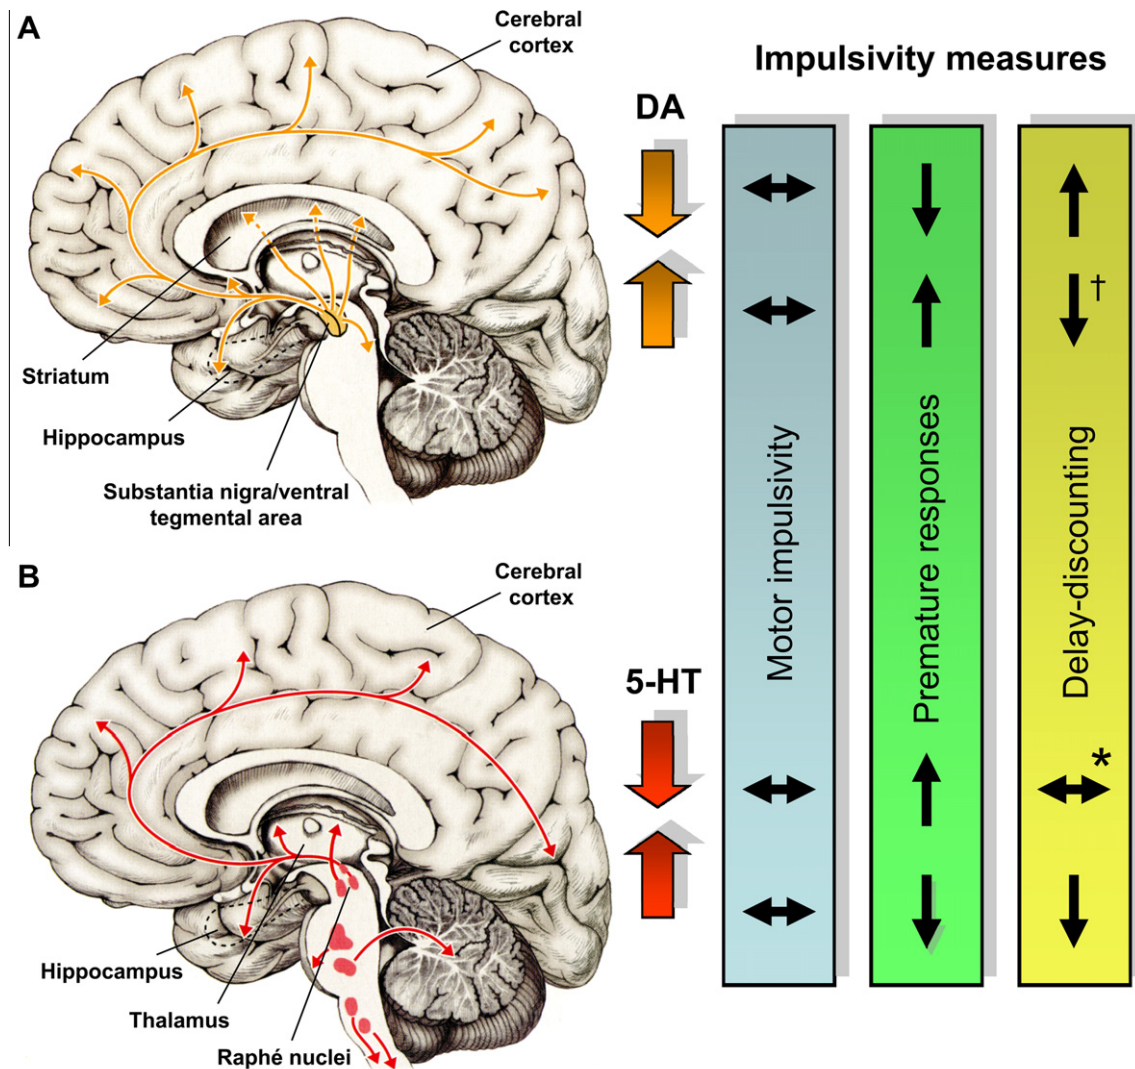 A
Cerebral
cortex
Striatum
Hippocampus
Substantia nigra/ventral
tegmental area
B
Cerebral
cortex
Hippocampus
Thalamus
Raphé nuclei
Impulsivity measures
DA
†
5-HT
*
Motor impulsivity
Premature responses
Delay-discounting